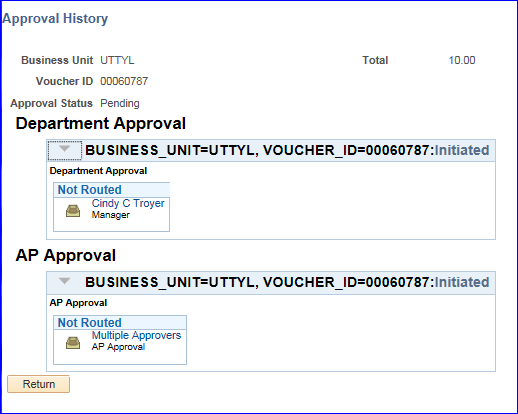 Approval History
Business Unit UTTYL Total 10.00
Voucher ID 00060787
Approval Status Pending
Department Approval
BUSINESS_UNIT=UTTYL, VOUCHER_ID=00060787:Initiated
Department Approval
Not Routed
Cindy C Troyer
Manager
AP Approval
BUSINESS_UNIT=UTTYL, VOUCHER_ID=00060787:Initiated
AP Approval
Not Routed
Multiple Approvers
AP Approval
Return